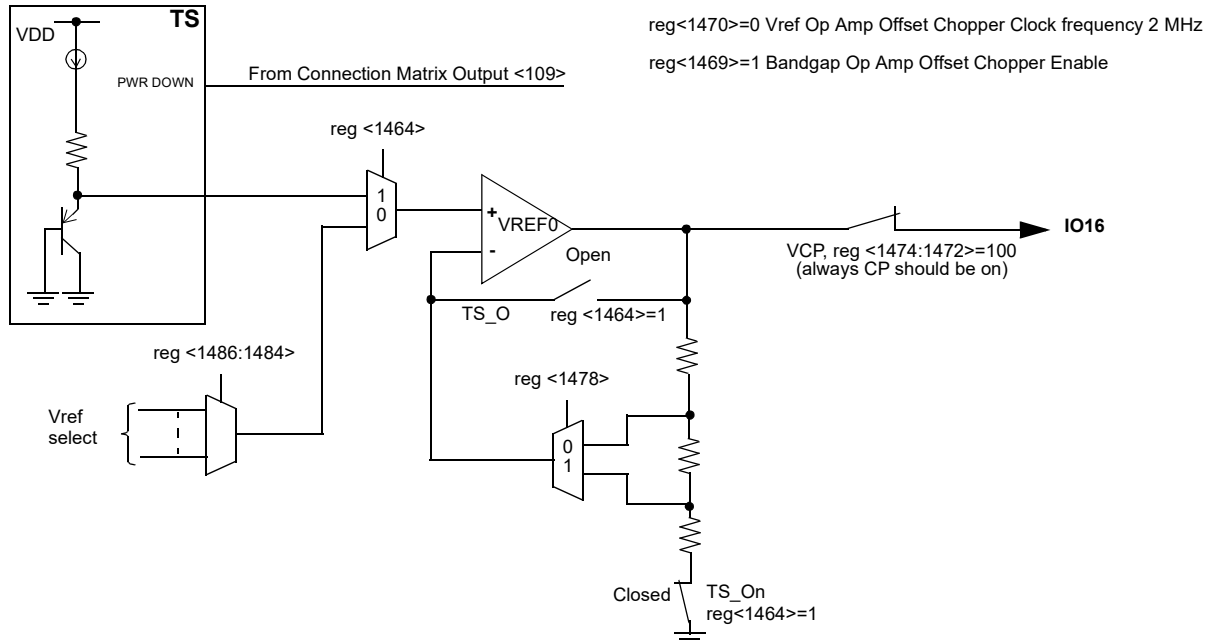 TS
VDD
PWR DOWN
From Connection Matrix Output <109>
reg<1470>=0 Vref Op Amp Offset Chopper Clock frequency 2 MHz
reg<1469>=1 Bandgap Op Amp Offset Chopper Enable
reg <1464>
1
0
+
VREF0
-
Open
IO16
VCP, reg <1474:1472>=100
(always CP should be on)
TS_O
reg <1464>=1
reg <1486:1484>
Vref
select
reg <1478>
0
1
Closed
TS_On
reg<1464>=1